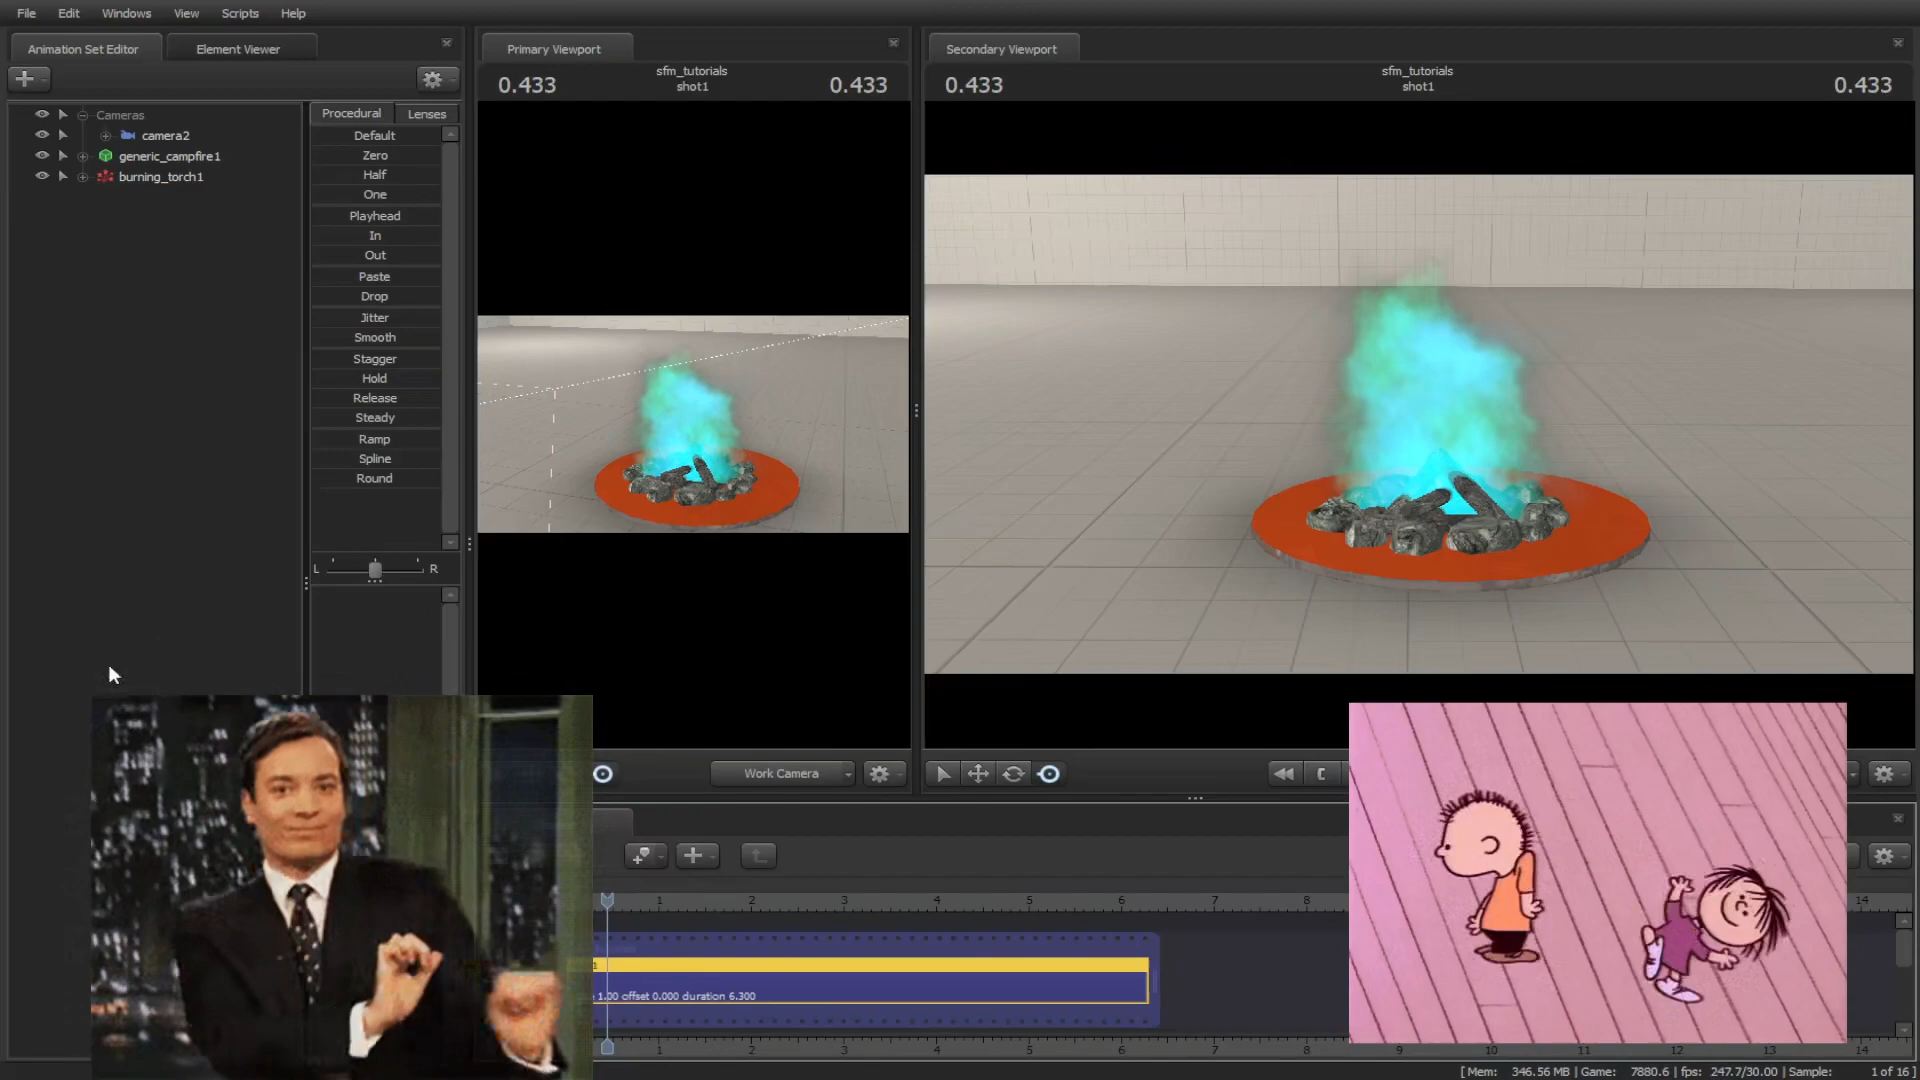 File Edit Windows View Scripts Help
Animation Set Editor Element Viewer
Cameras
camera2
generic_campfire1
burning_torch1
Procedural Lenses
Default
Zero
Half
One
Playhead
In
Out
Paste
Drop
Jitter
Smooth
Stagger
Hold
Release
Steady
Ramp
Spline
Round
L R
Primary Viewport
0.433 sfm_tutorials 0.433
shot1
Work Camera
Secondary Viewport
0.433 sfm_tutorials 0.433
shot1
1 2 3 4 5 6 7 8 14
1.00 offset 0.000 duration 6.300
1 2 3 4 5 6 7 8 9 10 11 12 13 14
[ Mem: 346.56 MB | Game: 7880.6 | fps: 247.7/30.00 | Sample: 1 of 16 ]